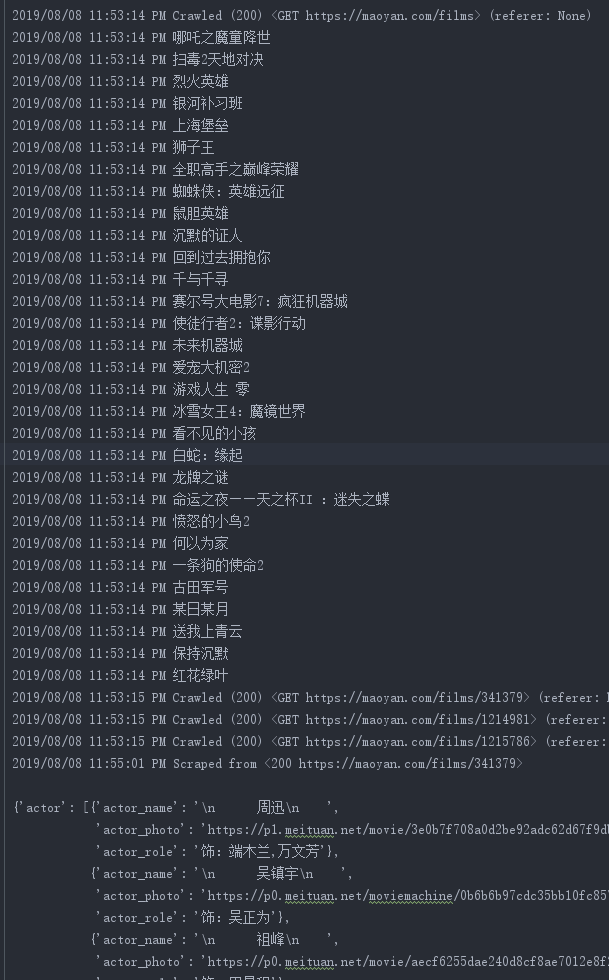 2019/08/08 11:53:14 PM Crawled (200) <GET https://maoyan.com/films> (referer: None)
2019/08/08 11:53:14 PM 哪吒之魔童降世
2019/08/08 11:53:14 PM 扫毒2天地对决
2019/08/08 11:53:14 PM 烈火英雄
2019/08/08 11:53:14 PM 银河补习班
2019/08/08 11:53:14 PM 上海堡垒
2019/08/08 11:53:14 PM 狮子王
2019/08/08 11:53:14 PM 全职高手之巅峰荣耀
2019/08/08 11:53:14 PM 蜘蛛侠：英雄远征
2019/08/08 11:53:14 PM 鼠胆英雄
2019/08/08 11:53:14 PM 沉默的证人
2019/08/08 11:53:14 PM 回到过去拥抱你
2019/08/08 11:53:14 PM 千与千寻
2019/08/08 11:53:14 PM 赛尔号大电影7：疯狂机器城
2019/08/08 11:53:14 PM 使徒行者2：谍影行动
2019/08/08 11:53:14 PM 未来机器城
2019/08/08 11:53:14 PM 爱宠大机密2
2019/08/08 11:53:14 PM 游戏人生 零
2019/08/08 11:53:14 PM 冰雪女王4：魔镜世界
2019/08/08 11:53:14 PM 看不见的小孩
2019/08/08 11:53:14 PM 白蛇：缘起
2019/08/08 11:53:14 PM 龙牌之谜
2019/08/08 11:53:14 PM 命运之夜——天之杯II ：迷失之蝶
2019/08/08 11:53:14 PM 愤怒的小鸟2
2019/08/08 11:53:14 PM 何以为家
2019/08/08 11:53:14 PM 一条狗的使命2
2019/08/08 11:53:14 PM 古田军号
2019/08/08 11:53:14 PM 某日某月
2019/08/08 11:53:14 PM 送我上青云
2019/08/08 11:53:14 PM 保持沉默
2019/08/08 11:53:14 PM 红花绿叶
2019/08/08 11:53:15 PM Crawled (200) <GET https://maoyan.com/films/341379> (referer:
2019/08/08 11:53:15 PM Crawled (200) <GET https://maoyan.com/films/1214981> (referer:
2019/08/08 11:53:15 PM Crawled (200) <GET https://maoyan.com/films/1215786> (referer:
2019/08/08 11:55:01 PM Scraped from <200 https://maoyan.com/films/341379>
{'actor': [{'actor_name': '\n      周迅\n    ',
'actor_photo': 'https://p1.meituan.net/movie/3e0b7f708a0d2be92adc62d67f9d
'actor_role': '饰：端木兰,万文芳'},
{'actor_name': '\n      吴镇宇\n    ',
'actor_photo': 'https://p0.meituan.net/moviemachine/0b6b6b97cdc35bb10fc85
'actor_role': '饰：吴正为'},
{'actor_name': '\n      祖峰\n    ',
'actor_photo': 'https://p0.meituan.net/movie/aecf6255dae240d8cf8ae7012e8f